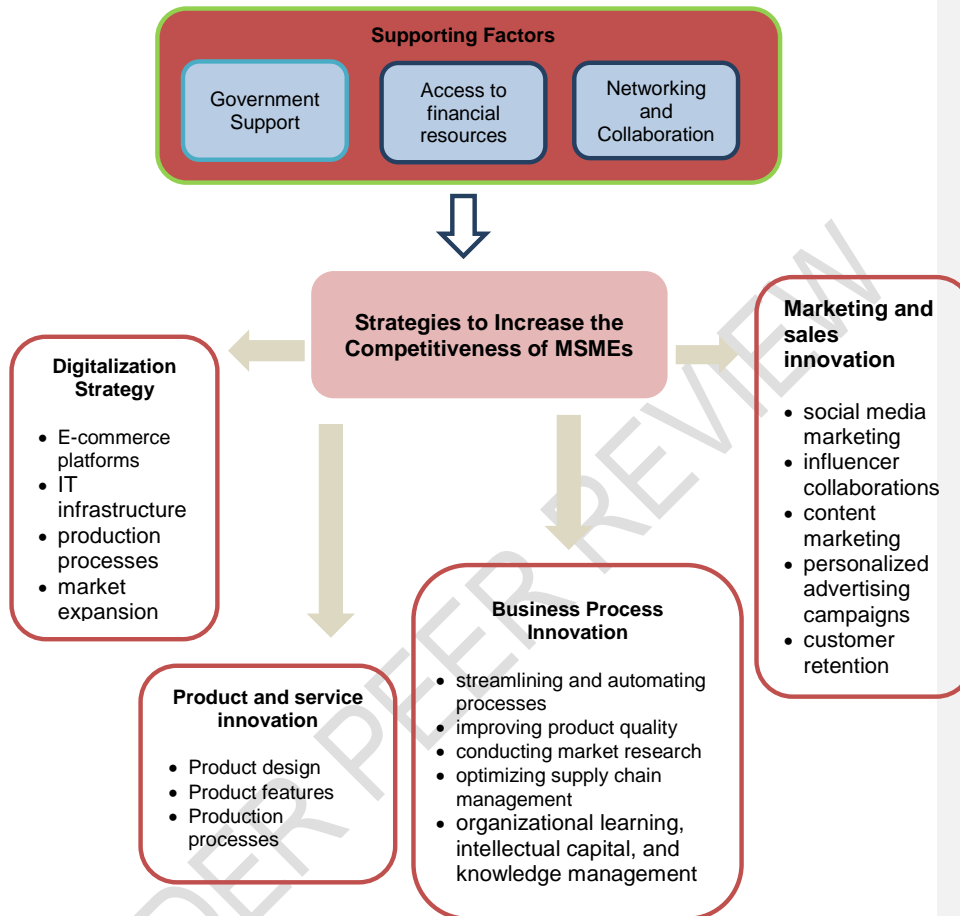 Supporting Factors
Government
Support
Access to
financial
resources
Networking
and
Collaboration
Strategies to Increase the
Competitiveness of MSMEs
Digitalization
Strategy
• E-commerce
platforms
• IT
infrastructure
• production
processes
• market
expansion
Product and service
innovation
• Product design
• Product features
• Production
processes
Business Process
Innovation
• streamlining and automating
processes
• improving product quality
• conducting market research
• optimizing supply chain
management
• organizational learning,
intellectual capital, and
knowledge management
Marketing and
sales
innovation
• social media
marketing
• influencer
collaborations
• content
marketing
• personalized
advertising
campaigns
• customer
retention
DER PEER REVIEW